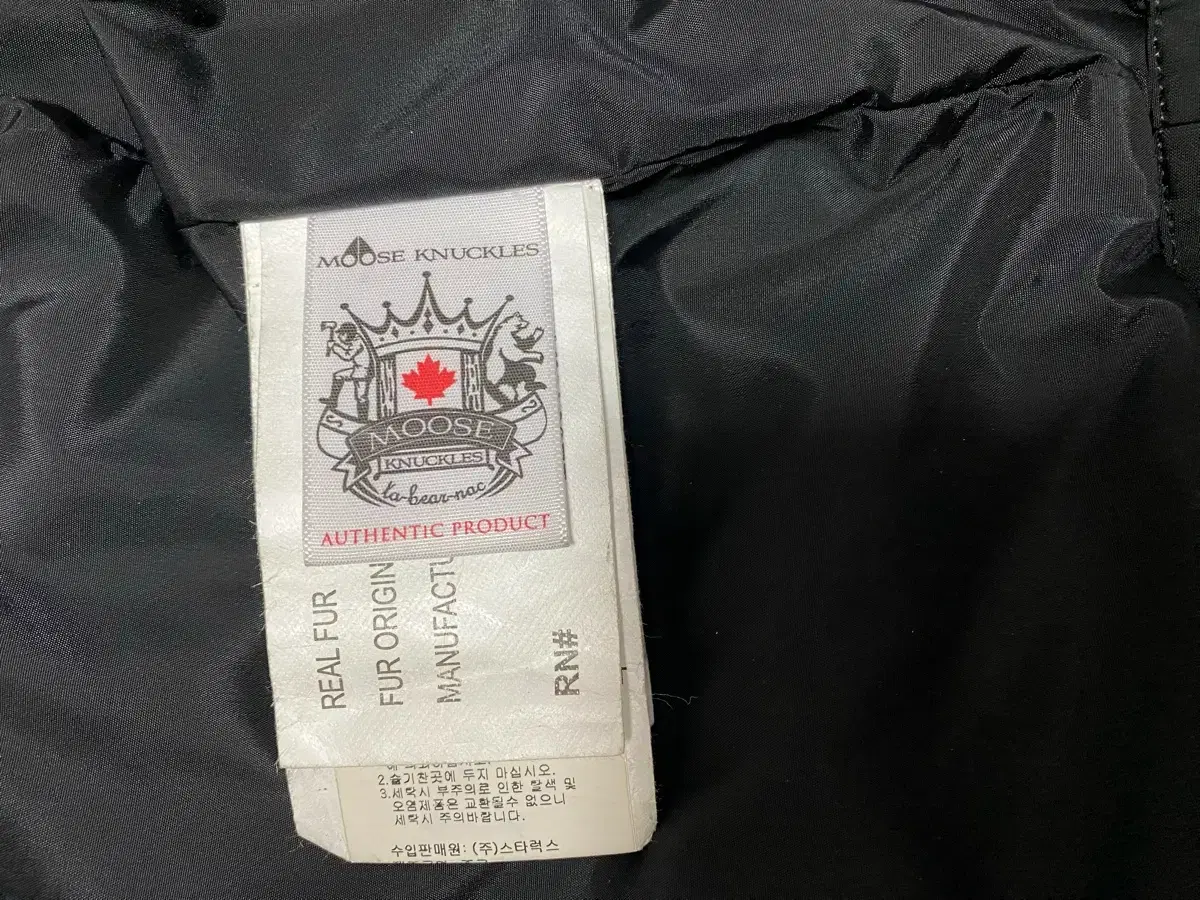 MOOSE KNUCKLES
MOOSE
KNUCKLES
ta-bear-nac
AUTHENTIC PRODUCT
REAL FUR
FUR ORIGIN
MANUFACTU
RN#
2.슬기찬곳에 두지 마십시오.
3.세탁시 부주의로 인한 탈색 및
오염제품은 교환될수 없으니
세탁시 주의바랍니다.
수입판매원: (주)스타럭스